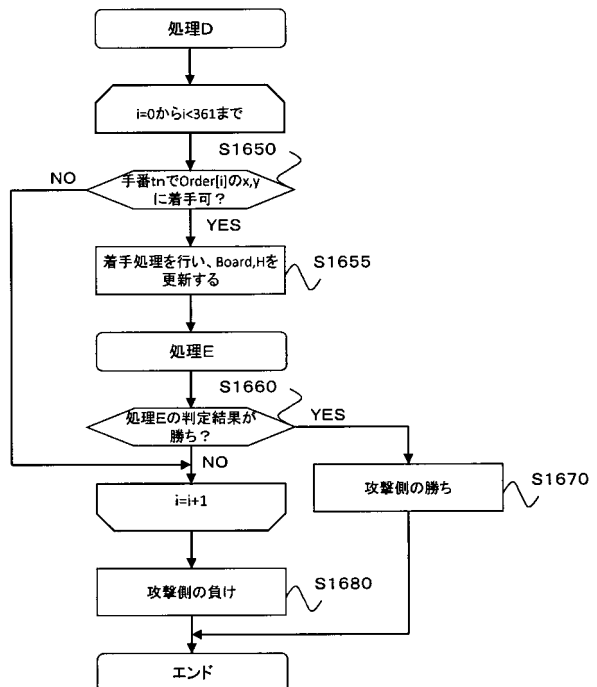 処理D
i=0からi<361まで
S1650
NO
手番tnでOrder[i]のx,y
に着手可?
YES
着手処理を行い、Board,Hを
更新する
S1655
処理E
S1660
処理Eの判定結果が
勝ち?
YES
NO
i=i+1
攻撃側の勝ち
S1670
攻撃側の負け
S1680
エンド